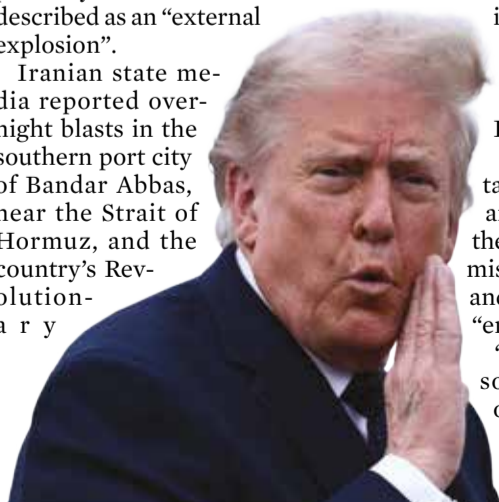 described as an “external
explosion”.
Iranian state me-
dia reported over-
night blasts in the
southern port city
of Bandar Abbas,
near the Strait of
Hormuz, and the
country’s Rev-
olution-
a r y